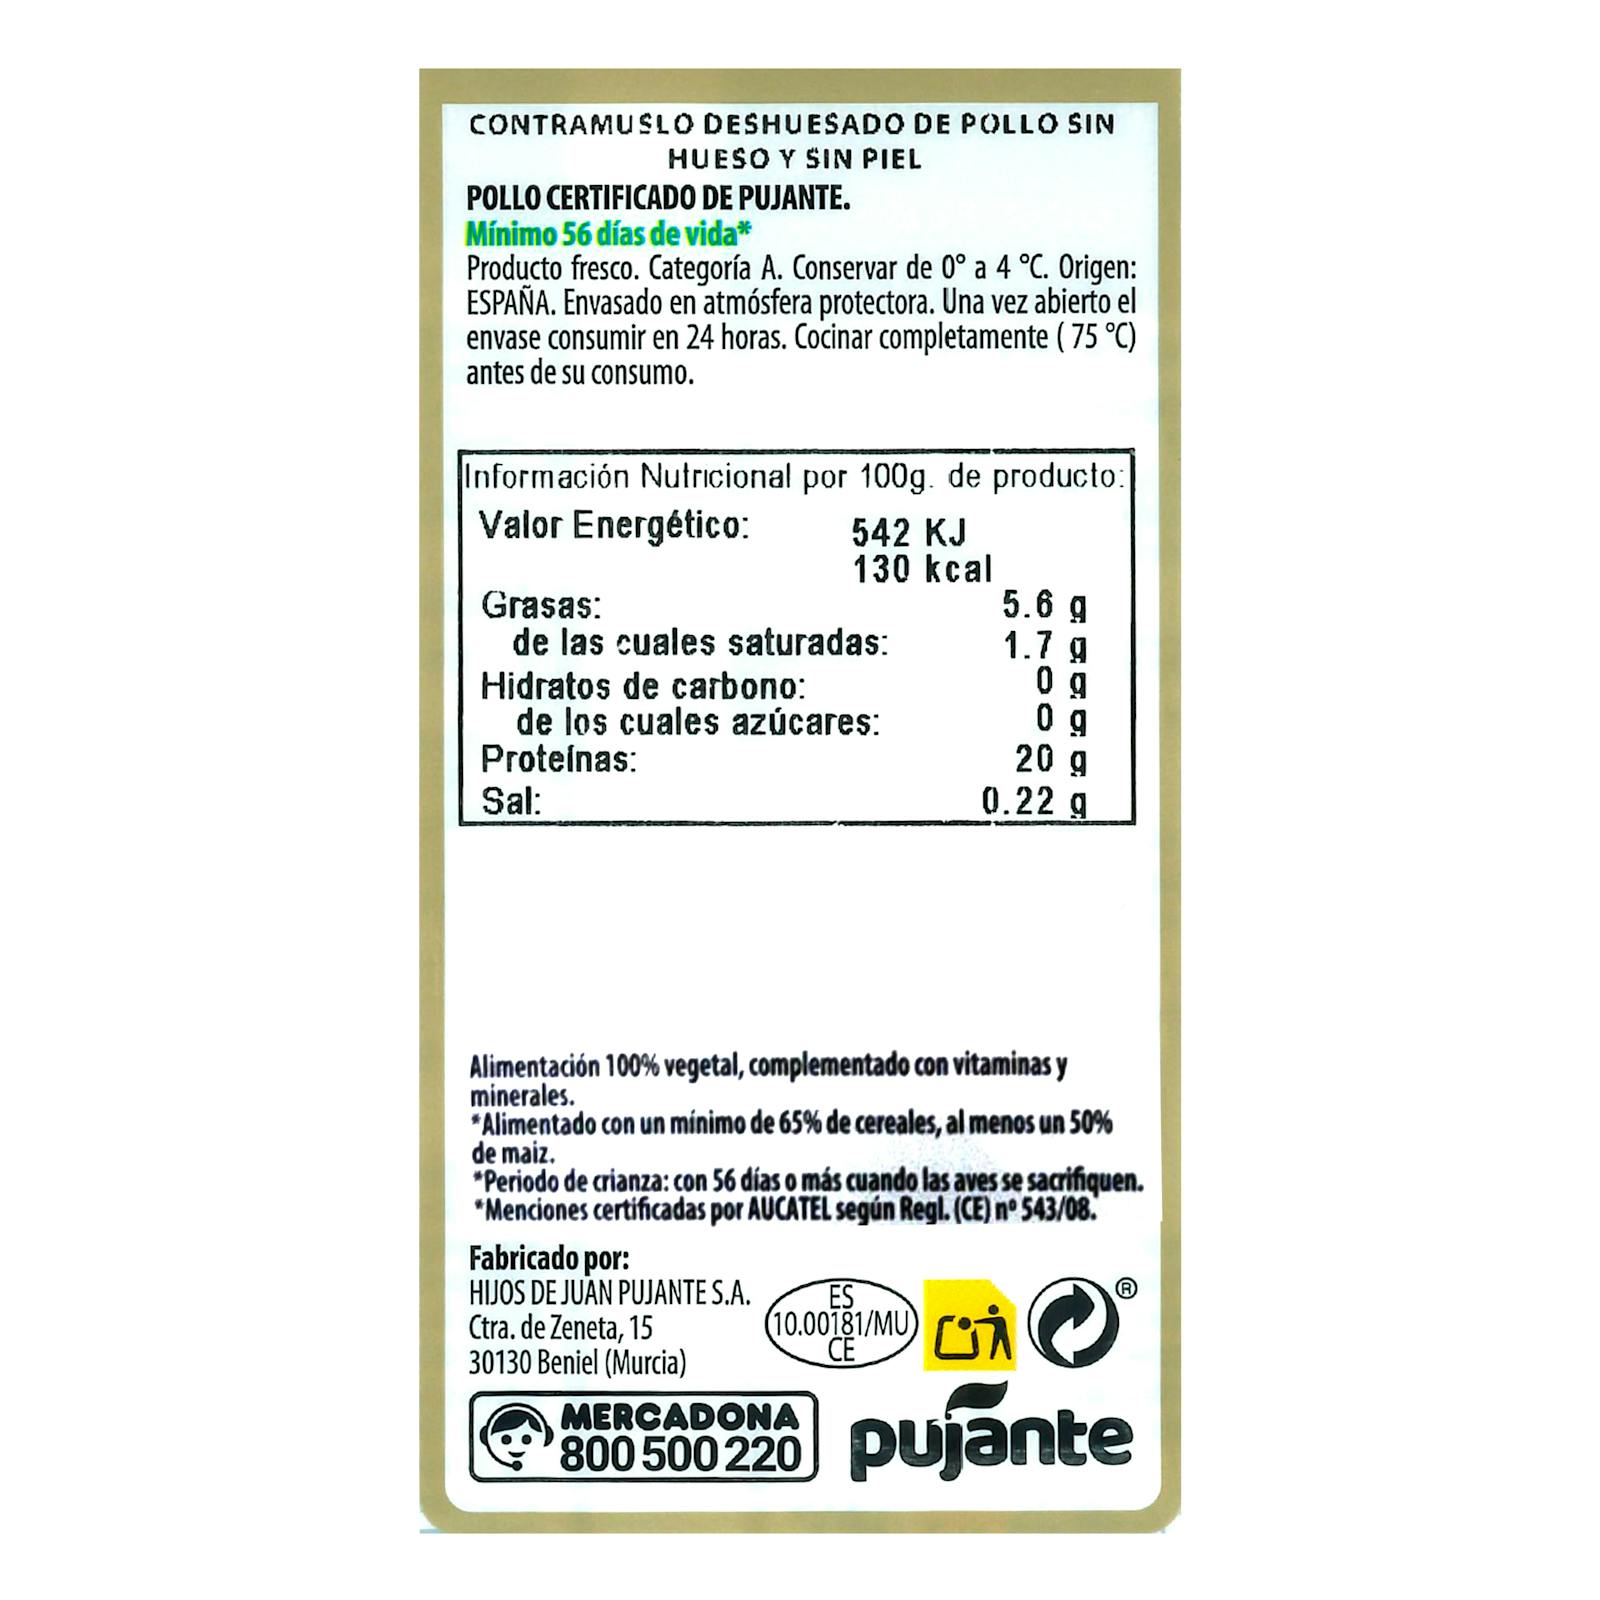 CONTRAMUSLO DESHUESADO DE POLLO SIN
HUESO Y SIN PIEL
POLLO CERTIFICADO DE PUJANTE.
Mínimo 56 días de vida*
Producto fresco. Categoría A. Conservar de 0° a 4 °C. Origen:
ESPAÑA. Envasado en atmósfera protectora. Una vez abierto el
envase consumir en 24 horas. Cocinar completamente ( 75 °C)
antes de su consumo.
Información Nutricional por 100g. de producto:
Valor Energético: 542 KJ
130 kcal
Grasas: 5.6 g
de las cuales saturadas: 1.7 g
Hidratos de carbono: 0 g
de los cuales azúcares: 0 g
Proteínas: 20 g
Sal: 0.22 g
Alimentación 100% vegetal, complementado con vitaminas y
minerales.
*Alimentado con un mínimo de 65% de cereales, al menos un 50%
de maiz.
*Periodo de crianza: con 56 días o más cuando las aves se sacrifiquen.
*Menciones certificadas por AUCATEL según Regl. (CE) nº 543/08.
Fabricado por:
HIJOS DE JUAN PUJANTE S.A.
Ctra. de Zeneta, 15
30130 Beniel (Murcia)
ES
10.00181/MU
CE
®
MERCADONA
800 500 220
pujante